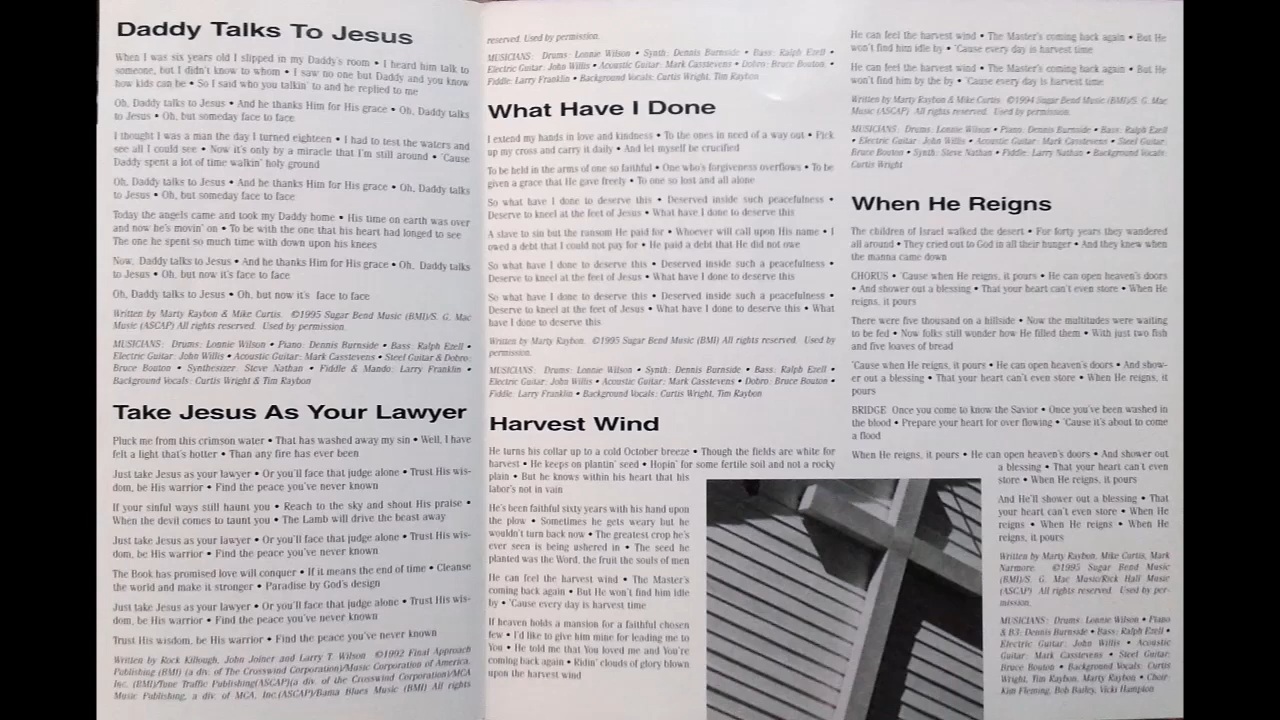 Daddy Talks To Jesus
When I was six years old I slipped in my Daddy's room • I heard him talk to
someone, but I didn't know to whom • I saw no one but Daddy and you know
how kids can be • So I said who you talkin' to and he replied to me
Oh, Daddy talks to Jesus • And he thanks Him for His grace • Oh, Daddy talks
to Jesus • Oh, but someday face to face
I thought I was a man the day I turned eighteen • I had to test the waters and
see all I could see • Now it's only by a miracle that I'm still around • 'Cause
Daddy spent a lot of time walkin' holy ground
Oh, Daddy talks to Jesus • And he thanks Him for His grace • Oh, Daddy talks
to Jesus • Oh, but someday face to face
Today the angels came and took my Daddy home • His time on earth was over
and now he's movin' on • To be with the one that his heart had longed to see
The one he spent so much time with down upon his knees
Now, Daddy talks to Jesus • And he thanks Him for His grace • Oh, Daddy talks
to Jesus • Oh, but now it's face to face
Oh, Daddy talks to Jesus • Oh, but now it's face to face
Written by Marty Raybon & Mike Curtis. ©1995 Sugar Bend Music (BMI)/S. G. Mac
Music (ASCAP) All rights reserved. Used by permission.
MUSICIANS: Drums: Lonnie Wilson • Piano: Dennis Burnside • Bass: Ralph Ezell •
Electric Guitar: John Willis • Acoustic Guitar: Mark Casstevens • Steel Guitar & Dobro:
Bruce Bouton • Synthesizer: Steve Nathan • Fiddle & Mando: Larry Franklin •
Background Vocals: Curtis Wright & Tim Raybon
Take Jesus As Your Lawyer
Pluck me from this crimson water • That has washed away my sin • Well, I have
felt a light that's hotter • Than any fire has ever been
Just take Jesus as your lawyer • Or you'll face that judge alone • Trust His wis-
dom, be His warrior • Find the peace you've never known
If your sinful ways still haunt you • Reach to the sky and shout His praise •
When the devil comes to taunt you • The Lamb will drive the beast away
Just take Jesus as your lawyer • Or you'll face that judge alone • Trust His wis-
dom, be His warrior • Find the peace you've never known
The Book has promised love will conquer • If it means the end of time • Cleanse
the world and make it stronger • Paradise by God's design
Just take Jesus as your lawyer • Or you'll face that judge alone • Trust His wis-
dom, be His warrior • Find the peace you've never known
Trust His wisdom, be His warrior • Find the peace you've never known
Written by Rock Killough, John Joiner and Larry T. Wilson ©1992 Final Approach
Publishing (BMI) (a div. of The Crosswind Corporation)/Music Corporation of America,
Inc. (BMI)/Tone Traffic Publishing(ASCAP)(a div. of the Crosswind Corporation)/MCA
Music Publishing, a div. of MCA, Inc.(ASCAP)/Bama Blues Music (BMI) All rights
reserved. Used by permission.
MUSICIANS: Drums: Lonnie Wilson • Synth: Dennis Burnside • Bass: Ralph Ezell •
Electric Guitar: John Willis • Acoustic Guitar: Mark Casstevens • Dobro: Bruce Bouton, •
Fiddle: Larry Franklin • Background Vocals: Curtis Wright, Tim Raybon
What Have I Done
I extend my hands in love and kindness • To the ones in need of a way out • Pick
up my cross and carry it daily • And let myself be crucified
To be held in the arms of one so faithful • One who's forgiveness overflows • To be
given a grace that He gave freely • To one so lost and all alone
So what have I done to deserve this • Deserved inside such peacefulness •
Deserve to kneel at the feet of Jesus • What have I done to deserve this
A slave to sin but the ransom He paid for • Whoever will call upon His name • I
owed a debt that I could not pay for • He paid a debt that He did not owe
So what have I done to deserve this • Deserved inside such peacefulness •
Deserve to kneel at the feet of Jesus • What have I done to deserve this
So what have I done to deserve this • Deserved inside such peacefulness •
Deserve to kneel at the feet of Jesus • What have I done to deserve this • What
have I done to deserve this
Written by Marty Raybon. ©1995 Sugar Bend Music (BMI) All rights reserved. Used by
permission.
MUSICIANS: Drums: Lonnie Wilson • Synth: Dennis Burnside • Bass: Ralph Ezell •
Electric Guitar: John Willis • Acoustic Guitar: Mark Casstevens • Dobro: Bruce Bouton •
Fiddle: Larry Franklin • Background Vocals: Curtis Wright, Tim Raybon
Harvest Wind
He turns his collar up to a cold October breeze • Though the fields are white for
harvest • He keeps on plantin' seed • Hopin' for some fertile soil and not a rocky
plain • But he knows within his heart that his
labor's not in vain
He's been faithful sixty years with his hand upon
the plow • Sometimes he gets weary but he
wouldn't turn back now • The greatest crop he's
ever seen is being ushered in • The seed he
planted was the Word, the fruit the souls of men
He can feel the harvest wind • The Master's
coming back again • But He won't find him idle
by • 'Cause every day is harvest time
If heaven holds a mansion for a faithful chosen
few • I'd like to give him mine for leading me to
You • He told me that You loved me and You're
coming back again • Ridin' clouds of glory blown
upon the harvest wind
He can feel the harvest wind • The Master's coming back again • But He
won't find him idle by • 'Cause every day is harvest time
He can feel the harvest wind • The Master's coming back again • But He
won't find him by the by • 'Cause every day is harvest time
Written by Marty Raybon & Mike Curtis ©1994 Sugar Bend Music (BMI)/S. G. Mac
Music (ASCAP) All rights reserved. Used by permission.
MUSICIANS: Drums: Lonnie Wilson • Piano: Dennis Burnside • Bass: Ralph Ezell
• Electric Guitar: John Willis • Acoustic Guitar: Mark Casstevens • Steel Guitar:
Bruce Bouton • Synth: Steve Nathan • Fiddle: Larry Nathan • Background Vocals:
Curtis Wright
When He Reigns
The children of Israel walked the desert • For forty years they wandered
all around • They cried out to God in all their hunger • And they knew when
the manna came down
CHORUS • 'Cause when He reigns, it pours • He can open heaven's doors
• And shower out a blessing • That your heart can't even store • When He
reigns, it pours
There were five thousand on a hillside • Now the multitudes were waiting
to be fed • Now folks still wonder how He filled them • With just two fish
and five loaves of bread
'Cause when He reigns, it pours • He can open heaven's doors • And show-
er out a blessing • That your heart can't even store • When He reigns, it
pours
BRIDGE Once you come to know the Savior • Once you've been washed in
the blood • Prepare your heart for over flowing • 'Cause it's about to come
a flood
When He reigns, it pours • He can open heaven's doors • And shower out
a blessing • That your heart can't even
store • When He reigns, it pours
And He'll shower out a blessing • That
your heart can't even store • When He
reigns • When He reigns • When He
reigns, it pours
Written by Marty Raybon, Mike Curtis, Mark
Narmore. ©1995 Sugar Bend Music
(BMI)/S. G. Mac Music/Rock Hall Music
(ASCAP) All rights reserved. Used by per-
mission.
MUSICIANS: Drums: Lonnie Wilson • Piano
& B3: Dennis Burnside • Bass: Ralph Ezell •
Electric Guitar: John Willis • Acoustic
Guitar: Mark Casstevens • Steel Guitar:
Bruce Bouton • Background Vocals: Curtis
Wright, Tim Raybon, Marty Raybon • Choir:
Kim Fleming, Bob Bailey, Vicki Hampton